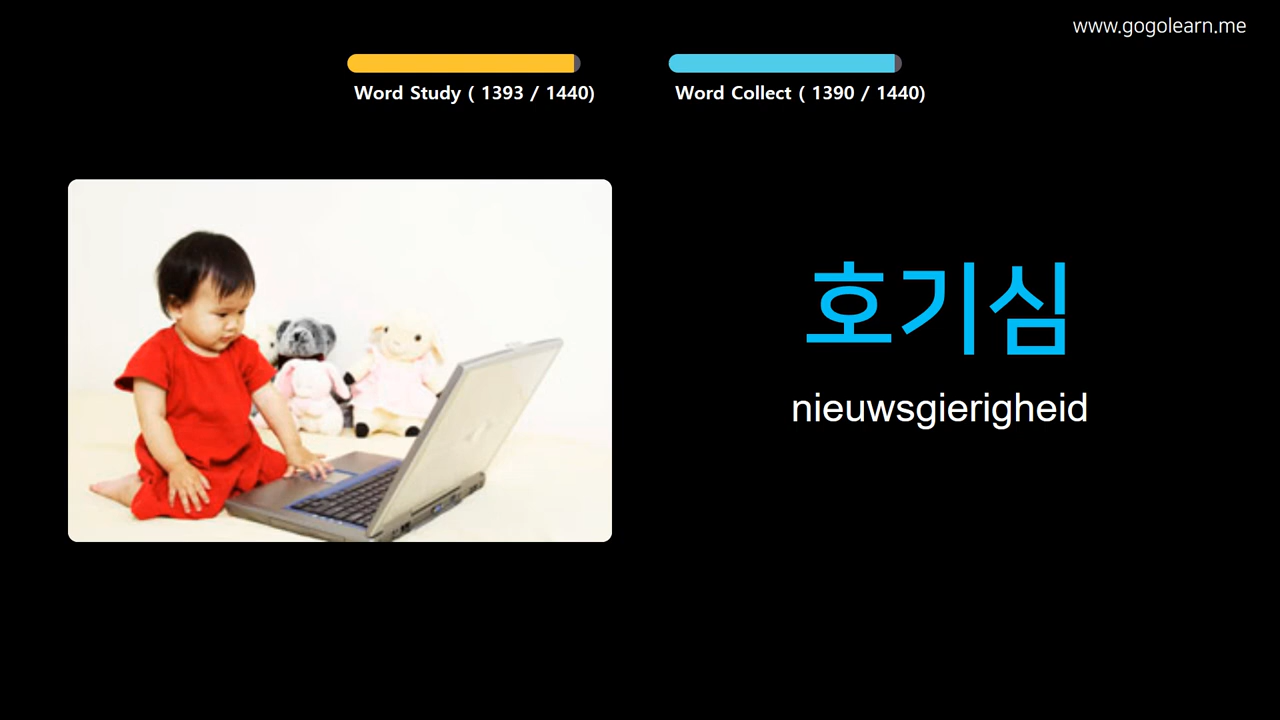 www.gogolearn.me
Word Study ( 1393 / 1440)
Word Collect ( 1390 / 1440)
호기심
nieuwsgierigheid